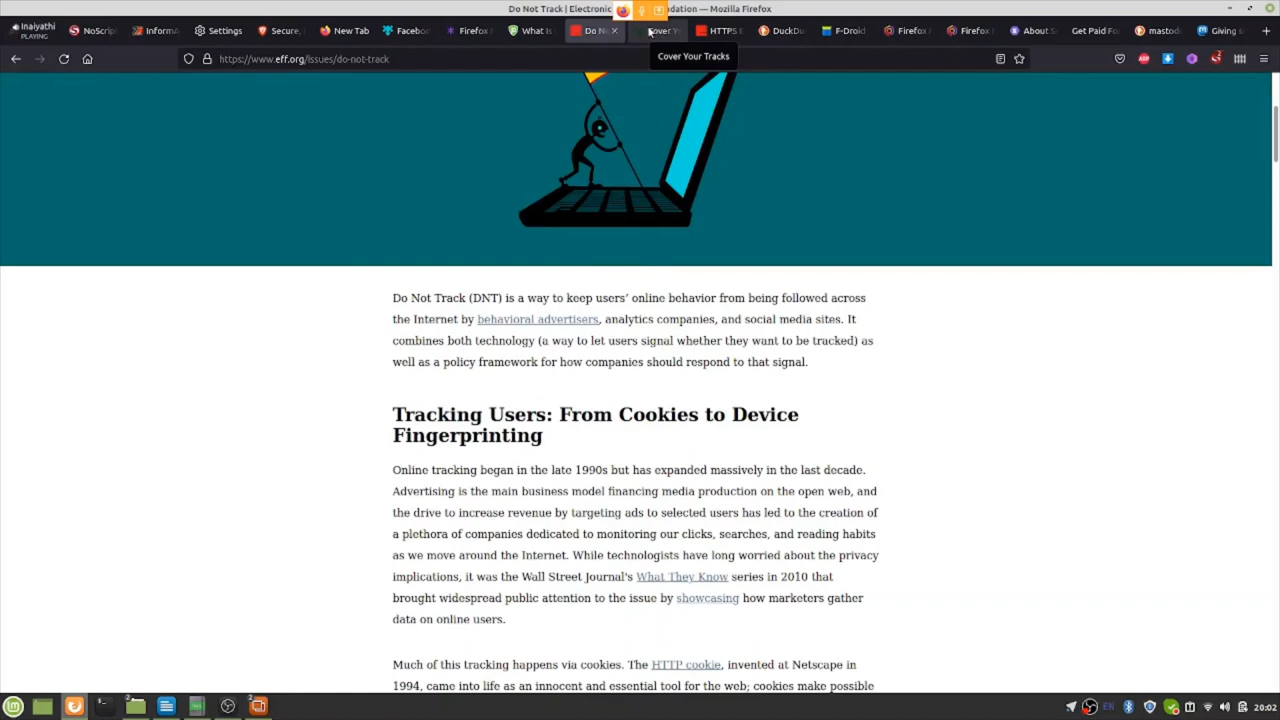 Do Not Track | Electronic ndation — Mozilla Firefox
Inaiyathi
PLAYING
NoScrip
InformA
Settings
Secure,
New Tab
Faceboo
Firefox
What Is
Do No
Cover Y
HTTPS E
DuckDu
F-Droid
Firefox
Firefox
About S
Get Paid Fo
mastodo
Giving s
https://www.eff.org/issues/do-not-track
Cover Your Tracks
Do Not Track (DNT) is a way to keep users’ online behavior from being followed across
the Internet by behavioral advertisers, analytics companies, and social media sites. It
combines both technology (a way to let users signal whether they want to be tracked) as
well as a policy framework for how companies should respond to that signal.
Tracking Users: From Cookies to Device
Fingerprinting
Online tracking began in the late 1990s but has expanded massively in the last decade.
Advertising is the main business model financing media production on the open web, and
the drive to increase revenue by targeting ads to selected users has led to the creation of
a plethora of companies dedicated to monitoring our clicks, searches, and reading habits
as we move around the Internet. While technologists have long worried about the privacy
implications, it was the Wall Street Journal's What They Know series in 2010 that
brought widespread public attention to the issue by showcasing how marketers gather
data on online users.
Much of this tracking happens via cookies. The HTTP cookie, invented at Netscape in
1994, came into life as an innocent and essential tool for the web; cookies make possible
2
2
EN
20:02